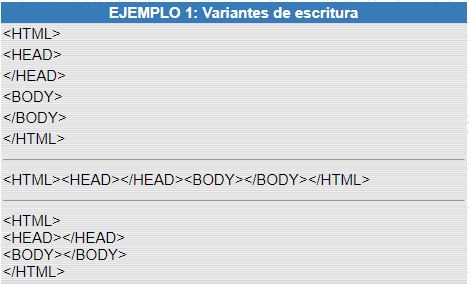 EJEMPLO 1: Variantes de escritura
<HTML>
<HEAD>
</HEAD>
<BODY>
</BODY>
</HTML>
<HTML><HEAD></HEAD><BODY></BODY></HTML>
<HTML>
<HEAD></HEAD>
<BODY></BODY>
</HTML>